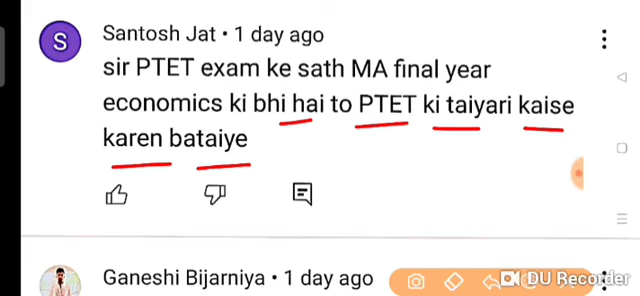 S
Santosh Jat • 1 day ago
sir PTET exam ke sath MA final year
economics ki bhi hai to PTET ki taiyari kaise
karen bataiye
Ganeshi Bijarniya • 1 day ago
DU Recorder